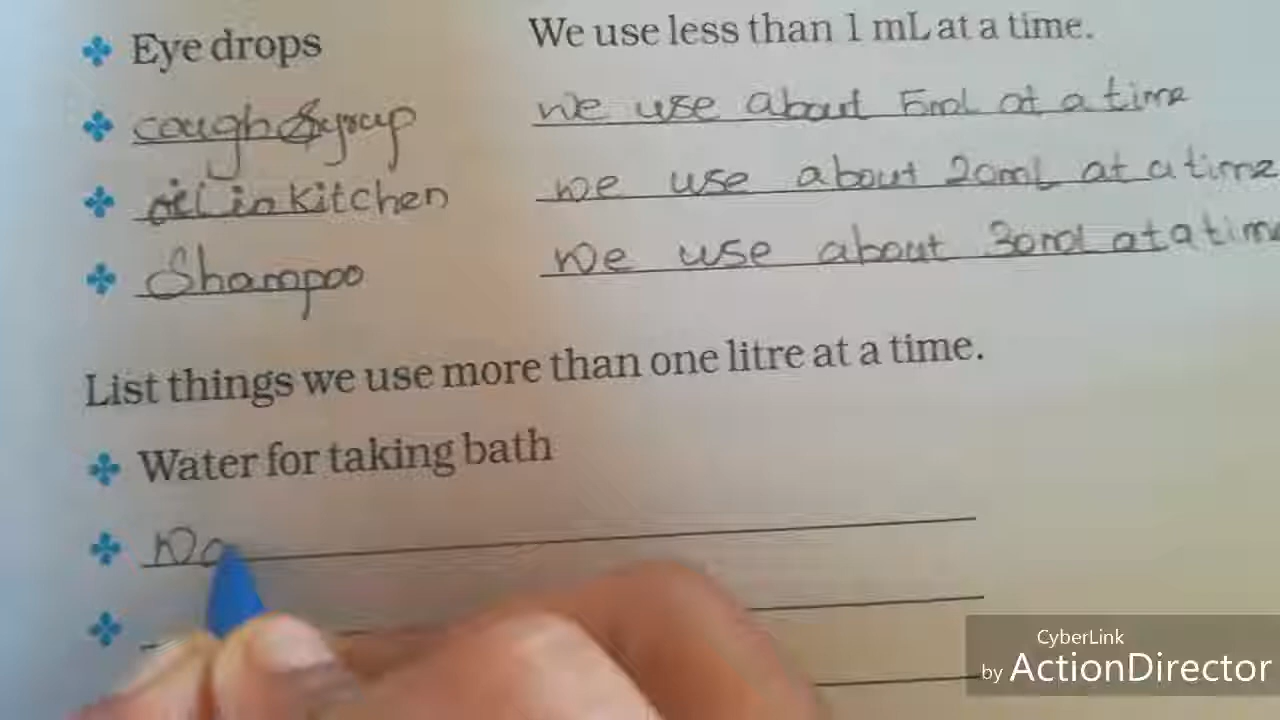 Eye drops We use less than 1 mL at a time.
cough Syrup we use about 5ml at a time
oil in kitchen we use about 20mL at a time
Shampoo we use about 30ml at a time
List things we use more than one litre at a time.
Water for taking bath
Wa
CyberLink
by ActionDirector